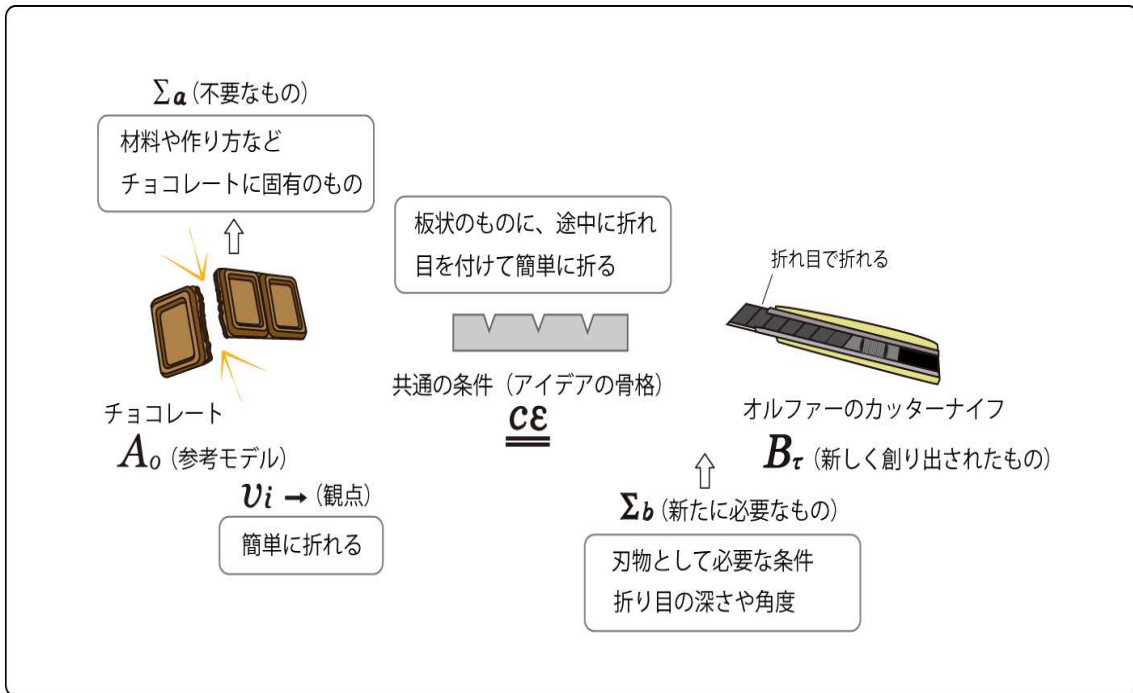 Σa (不要なもの)
材料や作り方など
チョコレートに固有のもの
チョコレート
A₀ (参考モデル)
υi → (観点)
簡単に折れる
板状のものに、途中に折れ
目を付けて簡単に折る
共通の条件（アイデアの骨格）
CE
折れ目で折れる
オルファーのカッターナイフ
Bτ (新しく創り出されたもの)
Σb (新たに必要なもの)
刃物として必要な条件
折り目の深さや角度